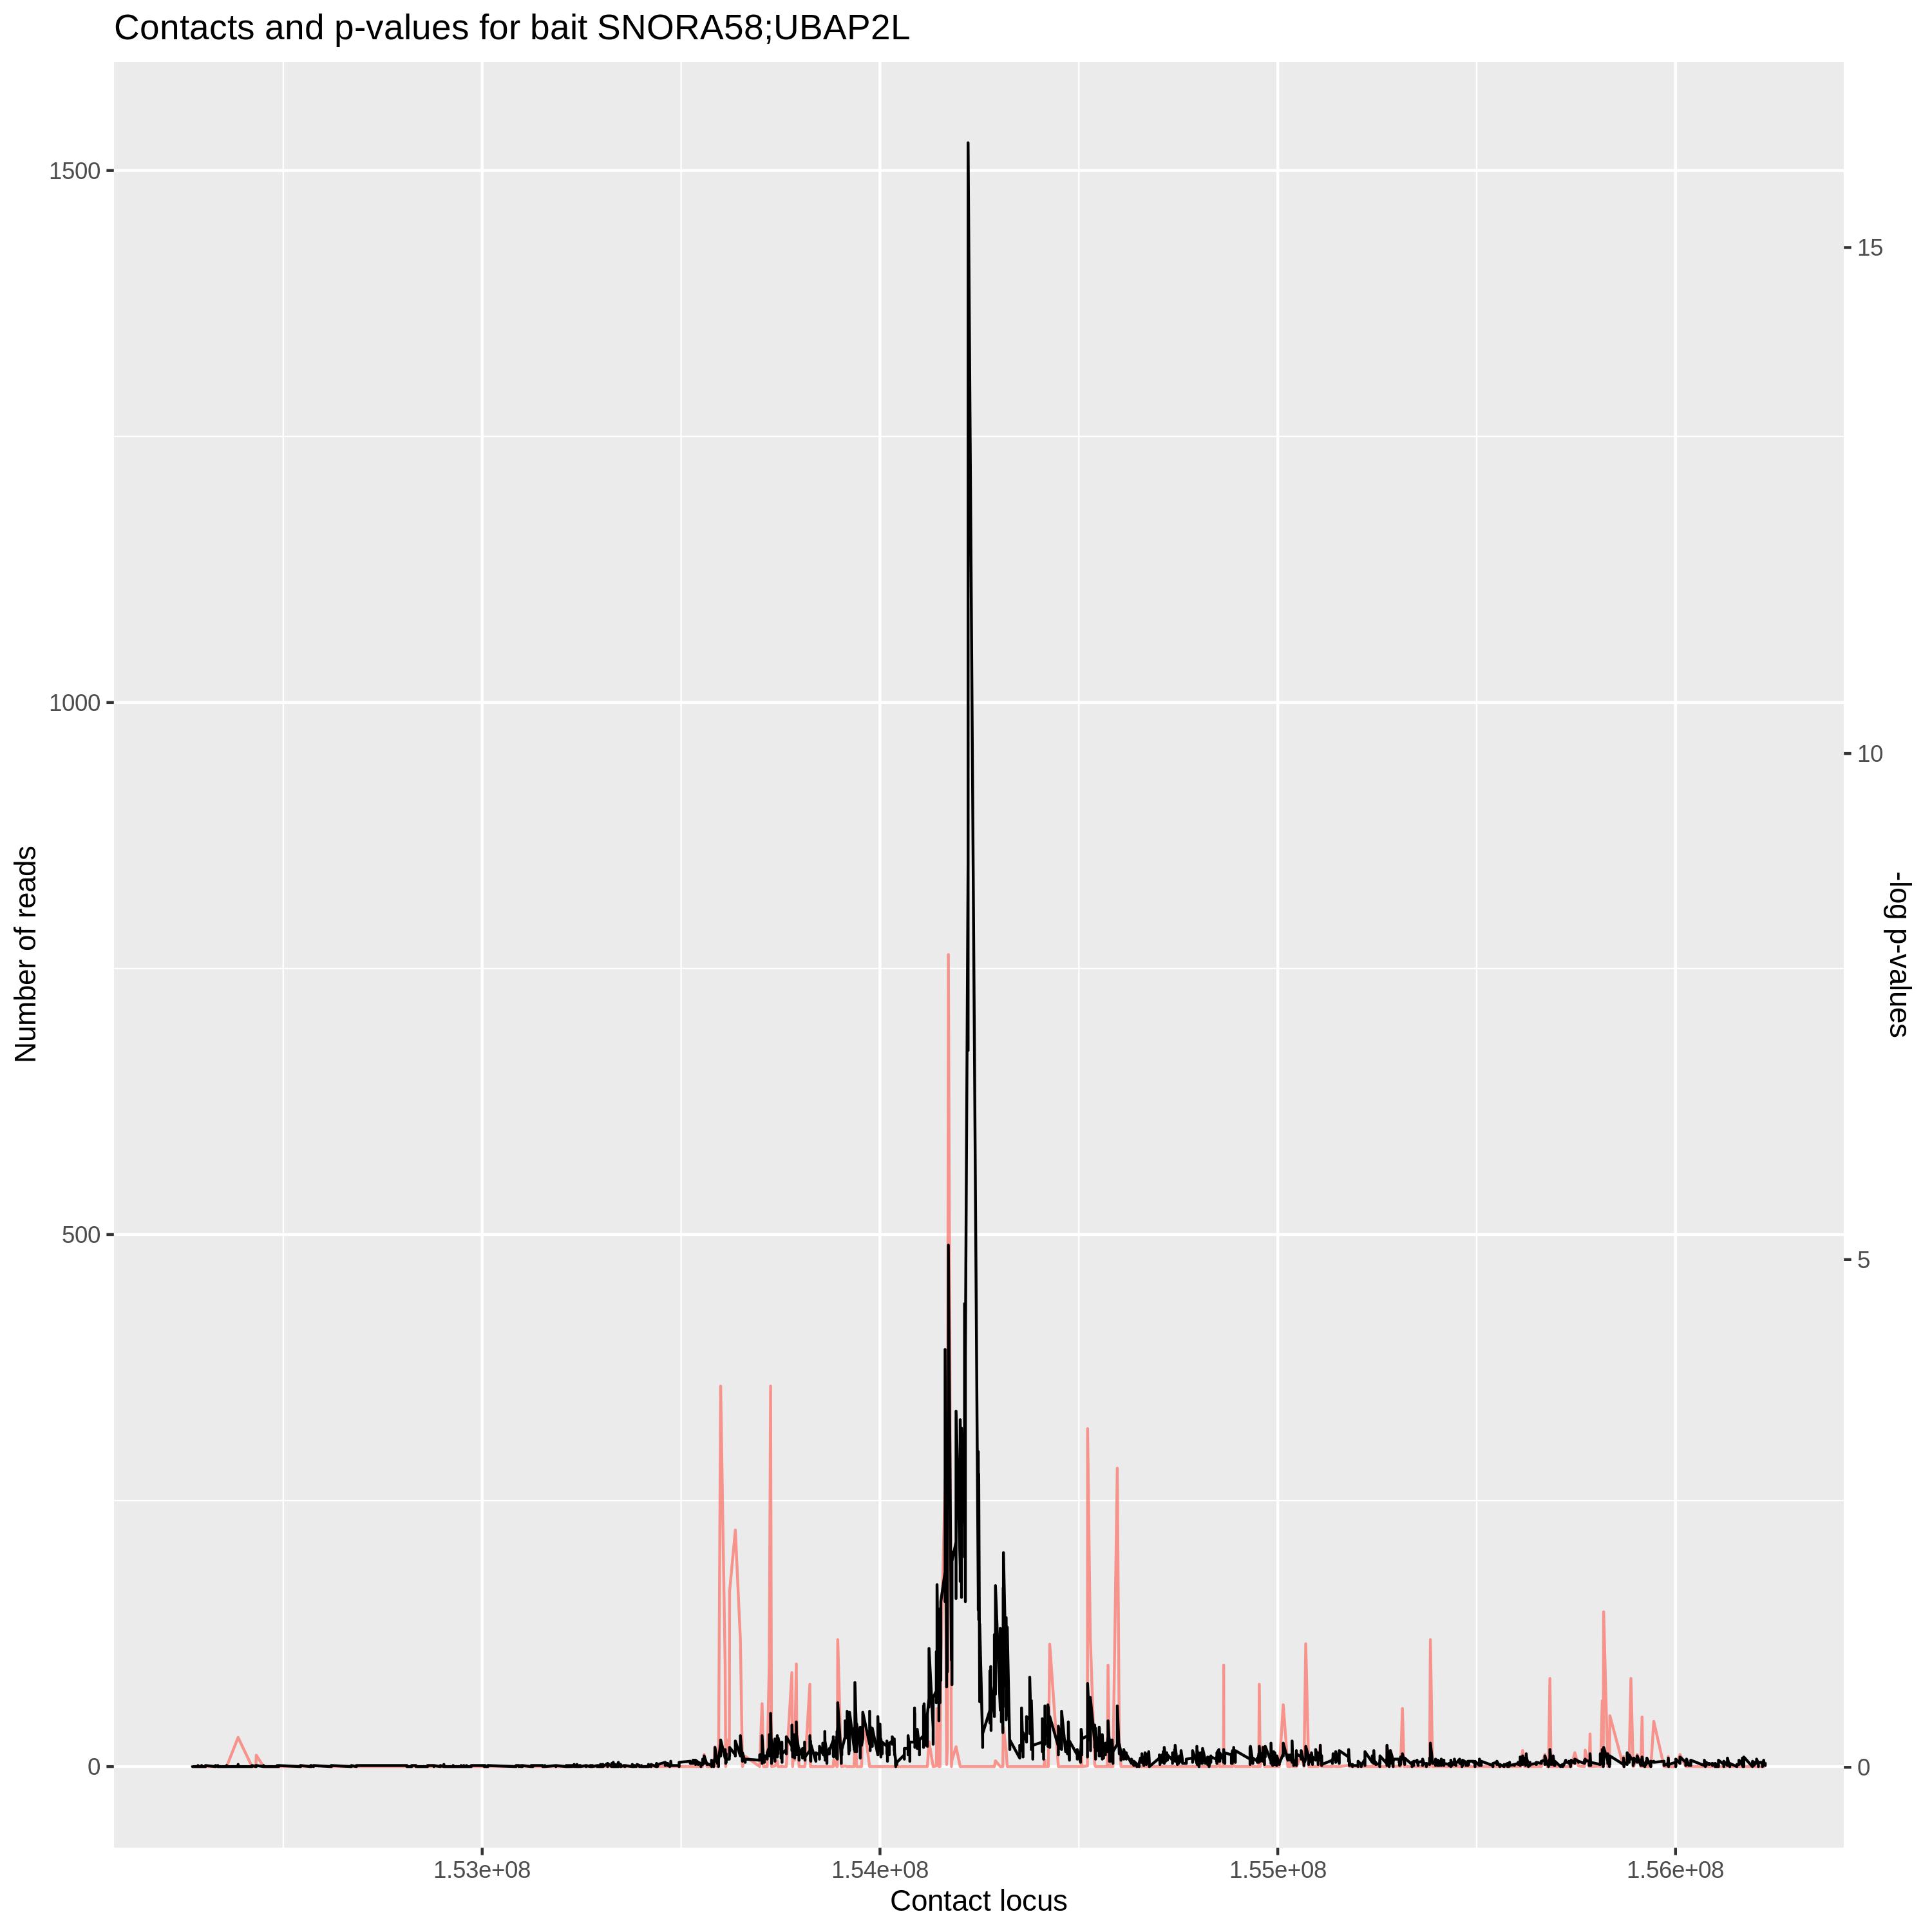 Contacts and p-values for bait SNORA58;UBAP2L
1500
1000
500
0
Number of reads
15
10
5
0
-log p-values
1.53e+08
1.54e+08
1.55e+08
1.56e+08
Contact locus